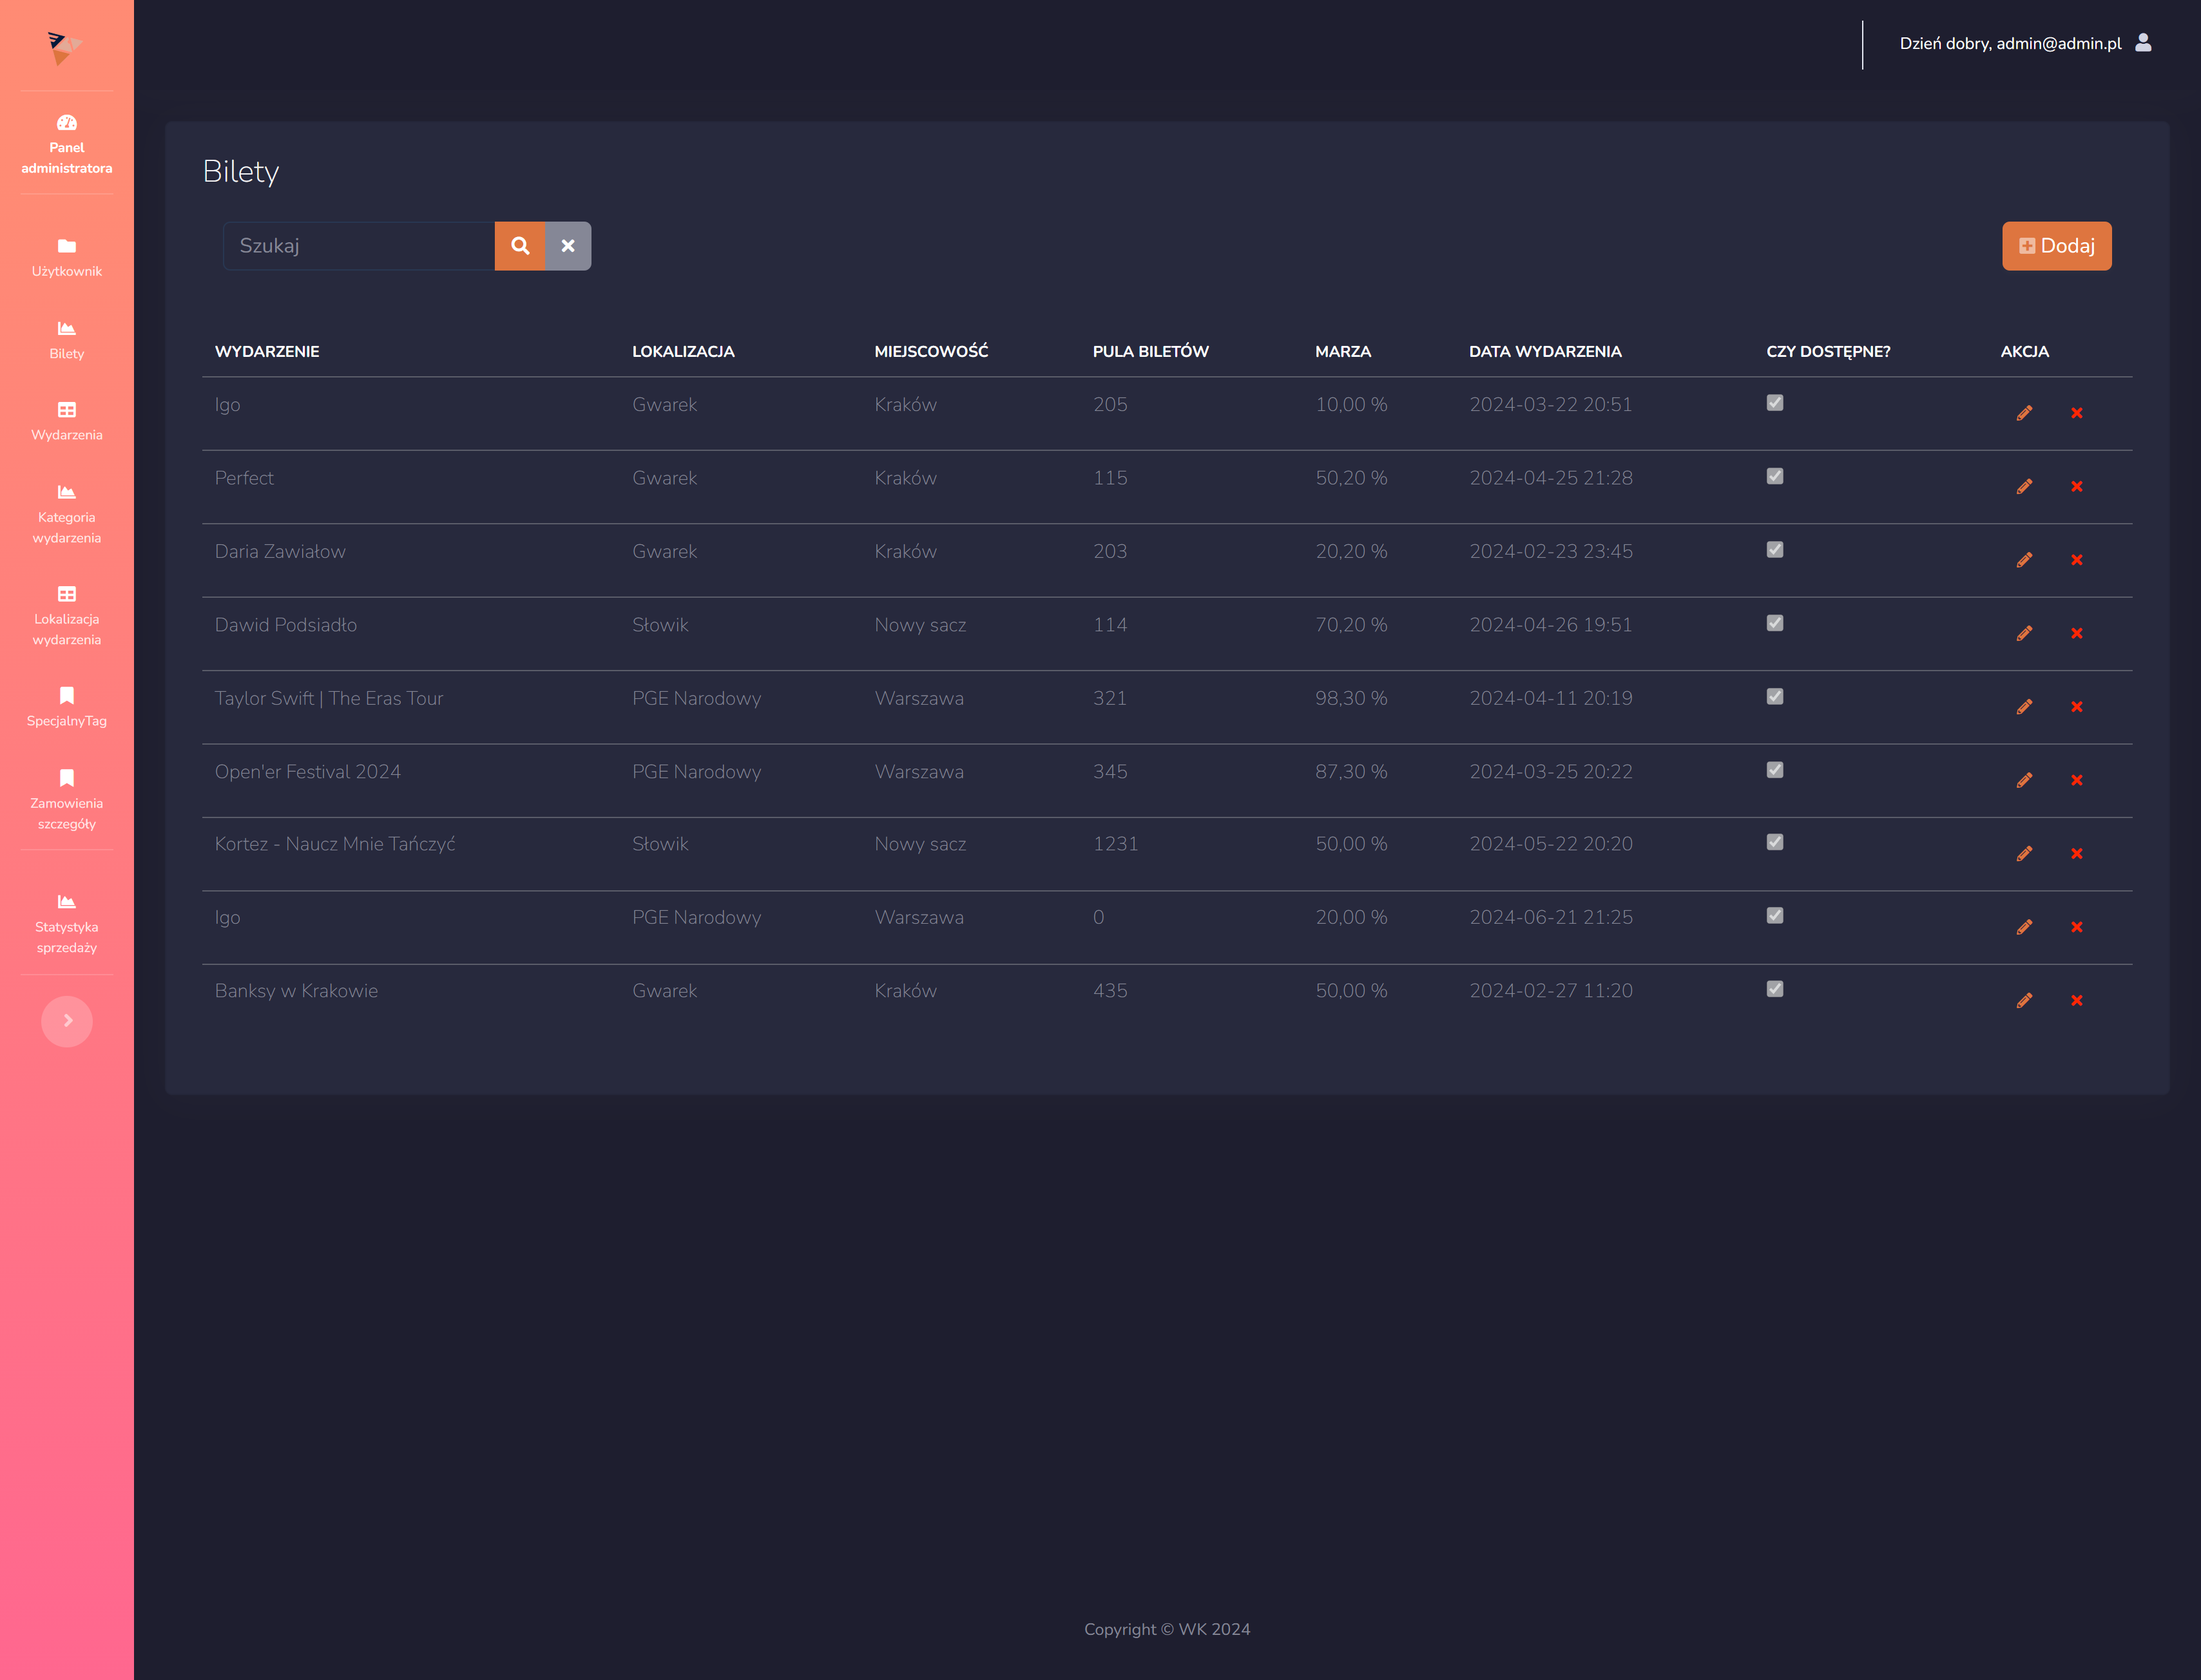 Dzień dobry, admin@admin.pl
Panel
administratora
Użytkownik
Bilety
Wydarzenia
Kategoria
wydarzenia
Lokalizacja
wydarzenia
SpecjalnyTag
Zamowienia
szczegóły
Statystyka
sprzedaży
Bilety
Szukaj
Dodaj
WYDARZENIE LOKALIZACJA MIEJSCOWOŚĆ PULA BILETÓW MARZA DATA WYDARZENIA CZY DOSTĘPNE? AKCJA
Igo Gwarek Kraków 205 10,00 % 2024-03-22 20:51
Perfect Gwarek Kraków 115 50,20 % 2024-04-25 21:28
Daria Zawiałow Gwarek Kraków 203 20,20 % 2024-02-23 23:45
Dawid Podsiadło Słowik Nowy sacz 114 70,20 % 2024-04-26 19:51
Taylor Swift | The Eras Tour PGE Narodowy Warszawa 321 98,30 % 2024-04-11 20:19
Open'er Festival 2024 PGE Narodowy Warszawa 345 87,30 % 2024-03-25 20:22
Kortez - Naucz Mnie Tańczyć Słowik Nowy sacz 1231 50,00 % 2024-05-22 20:20
Igo PGE Narodowy Warszawa 0 20,00 % 2024-06-21 21:25
Banksy w Krakowie Gwarek Kraków 435 50,00 % 2024-02-27 11:20
Copyright © WK 2024